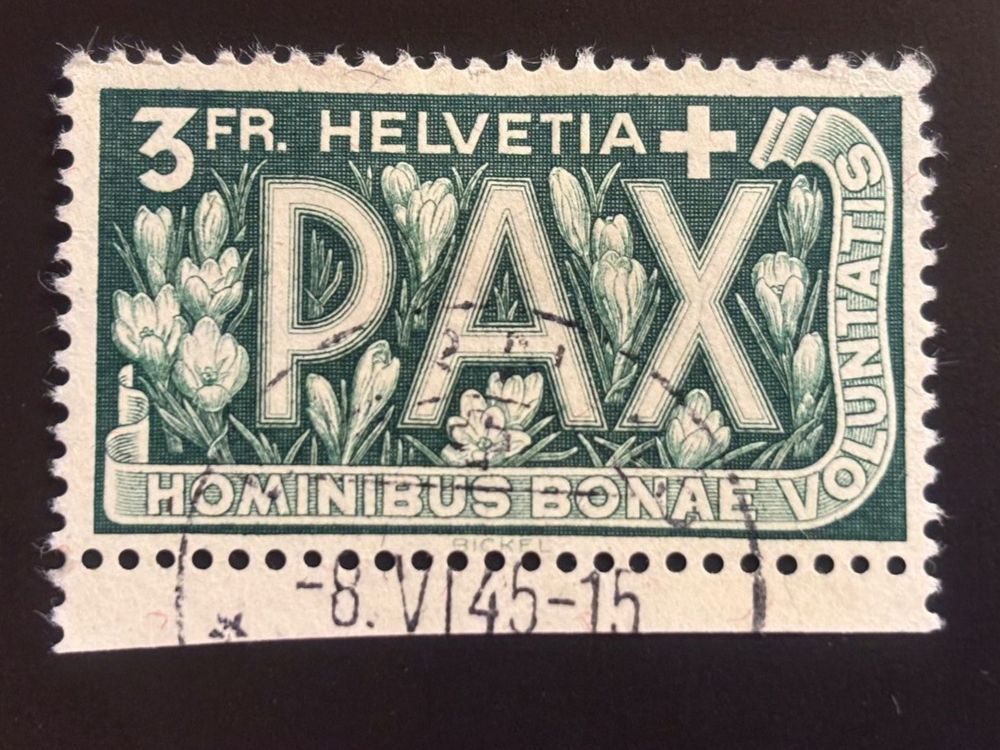 3 FR. HELVETIA
PAX
HOMINIBUS BONAE VOLUNTATIS
BICKEL
-8. VI 45-15